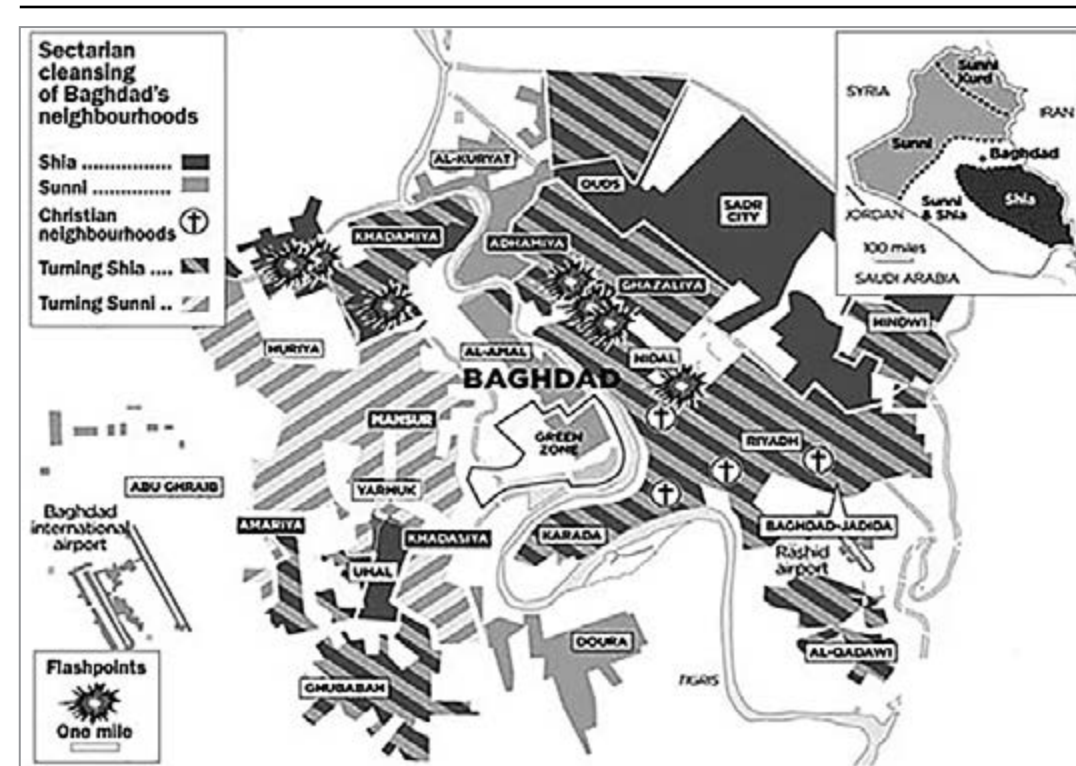 Sectarian
cleansing
of Baghdad's
neighbourhoods
Shia ................
Sunni ..............
Christian
neighbourhoods
Turning Shia ....
Turning Sunni ..
SYRIA
Sunni
Kurd
IRAN
Sunni
Baghdad
JORDAN
Sunni
& Shia
Shia
100 miles
SAUDI ARABIA
AL-KURYAT
OUDS
SADR
CITY
KHADAMIYA
ADHAMIYA
GHAZALIYA
HINDWI
HURIYA
AL-AMAL
NIDAL
BAGHDAD
MANSUR
GREEN
ZONE
RIYADH
ABU GHRAIB
YARMUK
Baghdad
international
airport
AMARIYA
KHADASIYA
KARADA
BAGHDAD-JADIDA
Rashid
airport
UMAL
DOURA
AL-QADAWI
GHUBABAH
TIGRIS
Flashpoints
One mile